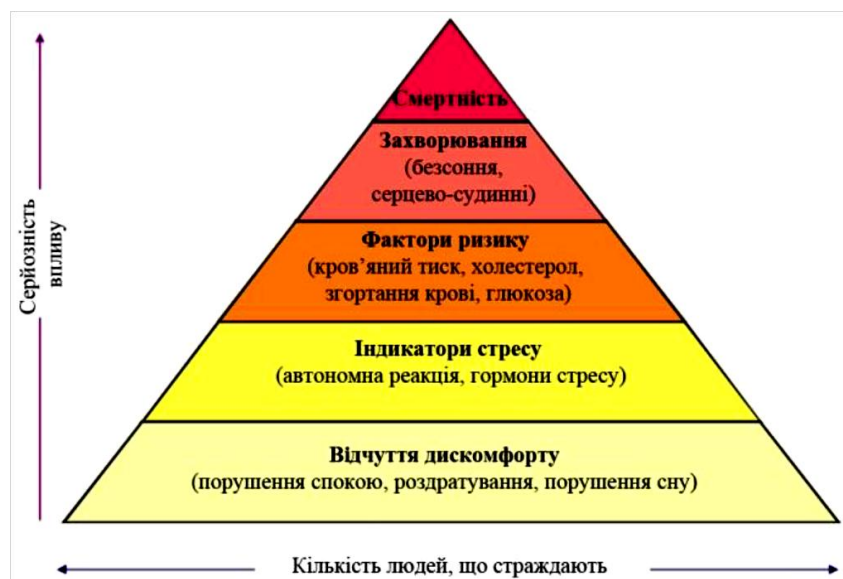 Смертність
Захворювання
(безсоння,
серцево-судинні)
Фактори ризику
(кров’яний тиск, холестерол,
згортання крові, глюкоза)
Індикатори стресу
(автономна реакція, гормони стресу)
Відчуття дискомфорту
(порушення спокою, роздратування, порушення сну)
Серйозність
впливу
Кількість людей, що страждають